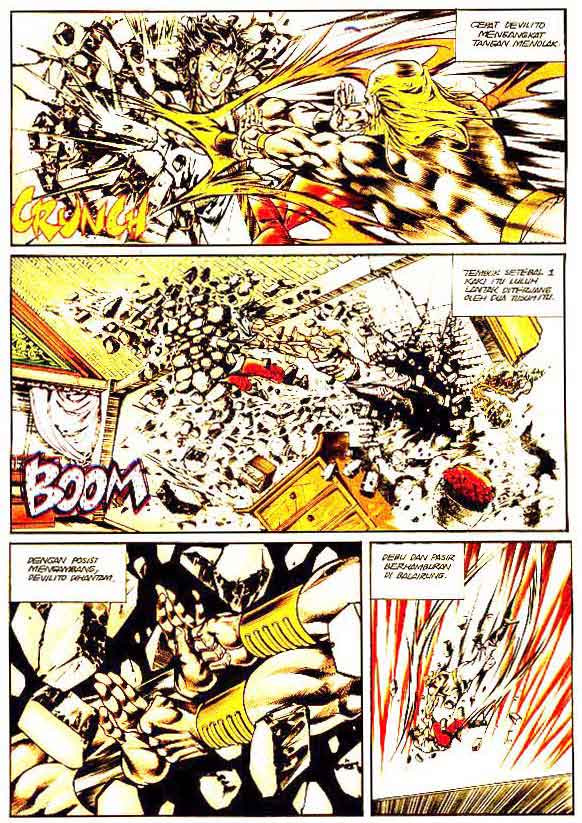 CEPAT DEVILITO
MENGANGKAT
TANGAN MENOLAK.
CRUNCH
TEMBOK SETEBAL 1
KAKI ITU LULUH
LANTAK DITERJANG
OLEH DUA TUBUH ITU.
BOOM
DENGAN POSISI
MENGAMBANG,
DEVILITO DIHANTAM.
DEBU DAN PASIR
BERHAMBURAN
DI BALAIRUNG.